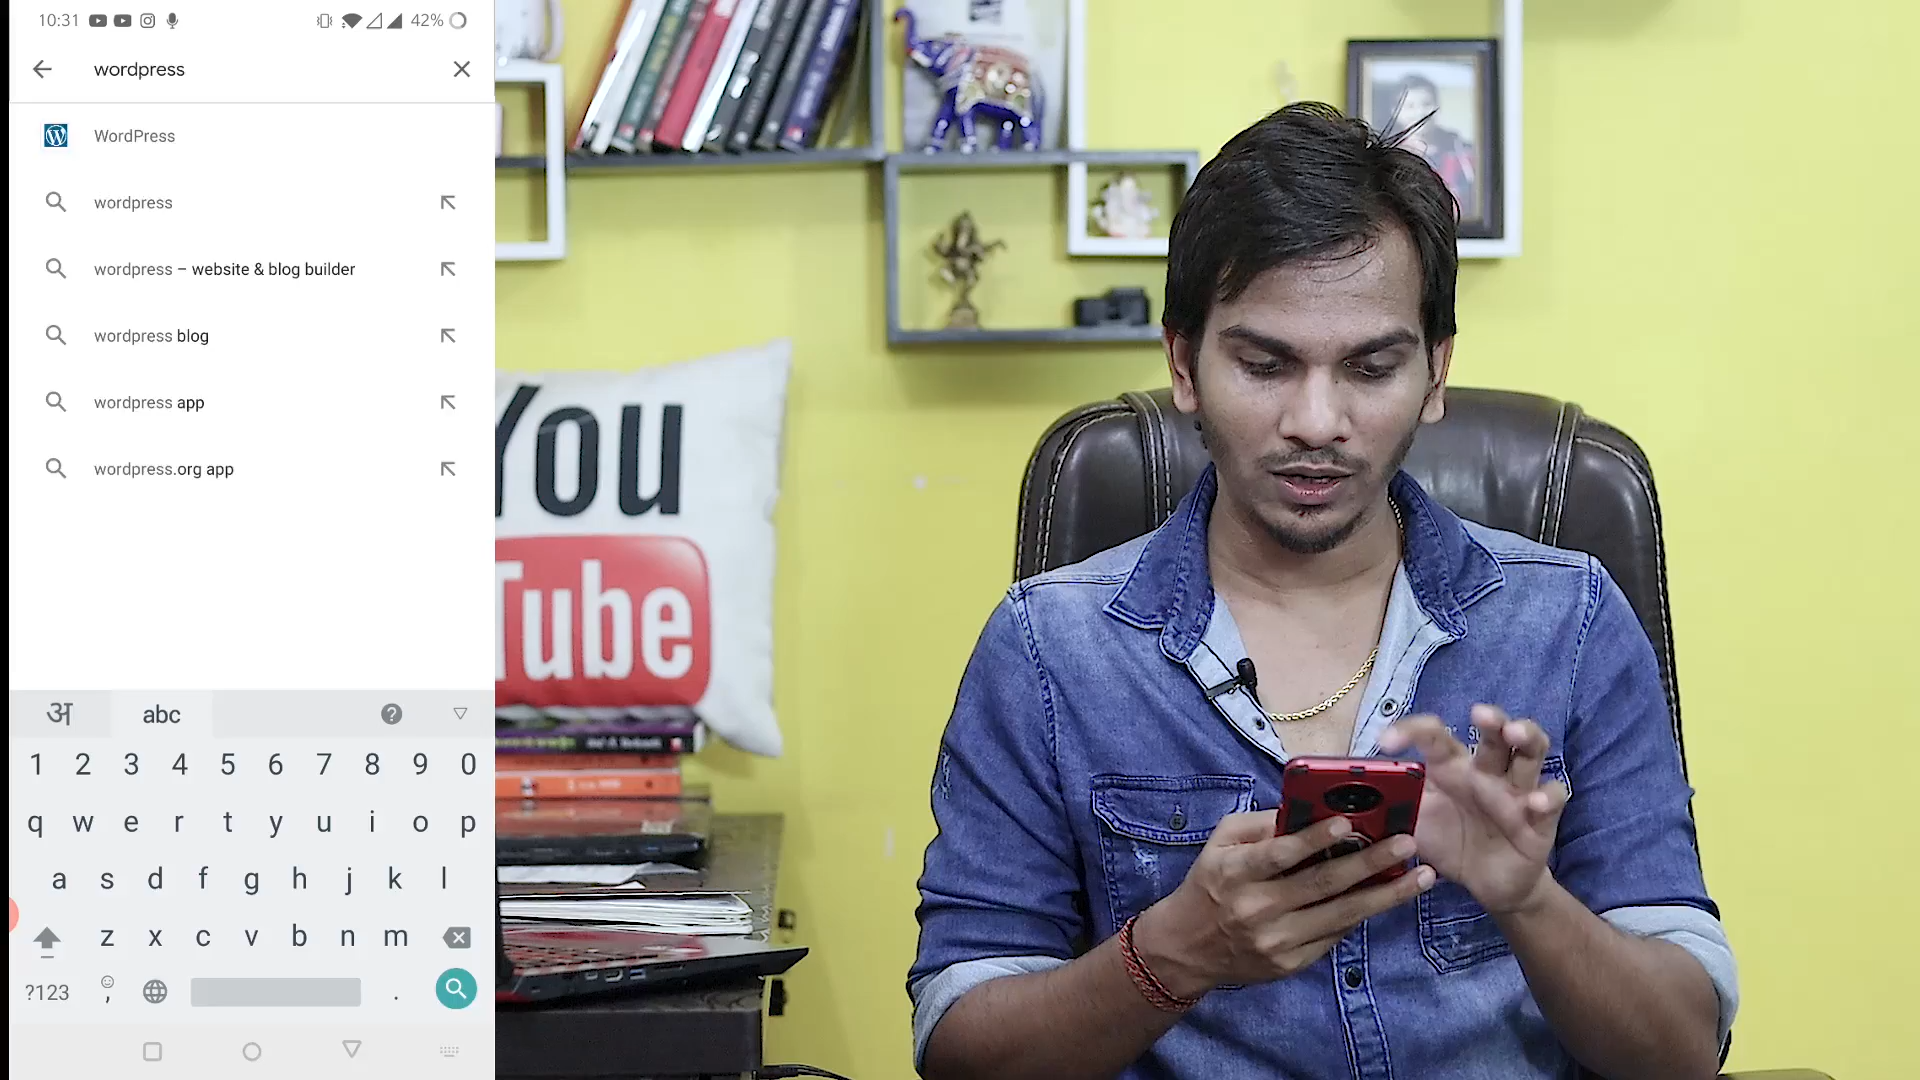 10:31
42%
wordpress
WordPress
wordpress
wordpress – website & blog builder
wordpress blog
wordpress app
wordpress.org app
अ abc
1 2 3 4 5 6 7 8 9 0
q w e r t y u i o p
a s d f g h j k l
z x c v b n m
?123 , .
You
Tube